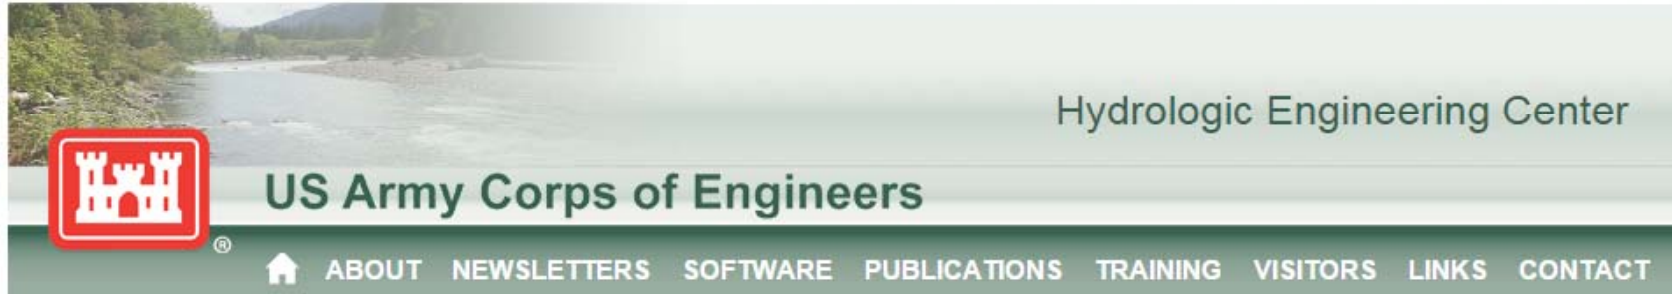 Hydrologic Engineering Center
US Army Corps of Engineers
®
ABOUT NEWSLETTERS SOFTWARE PUBLICATIONS TRAINING VISITORS LINKS CONTACT